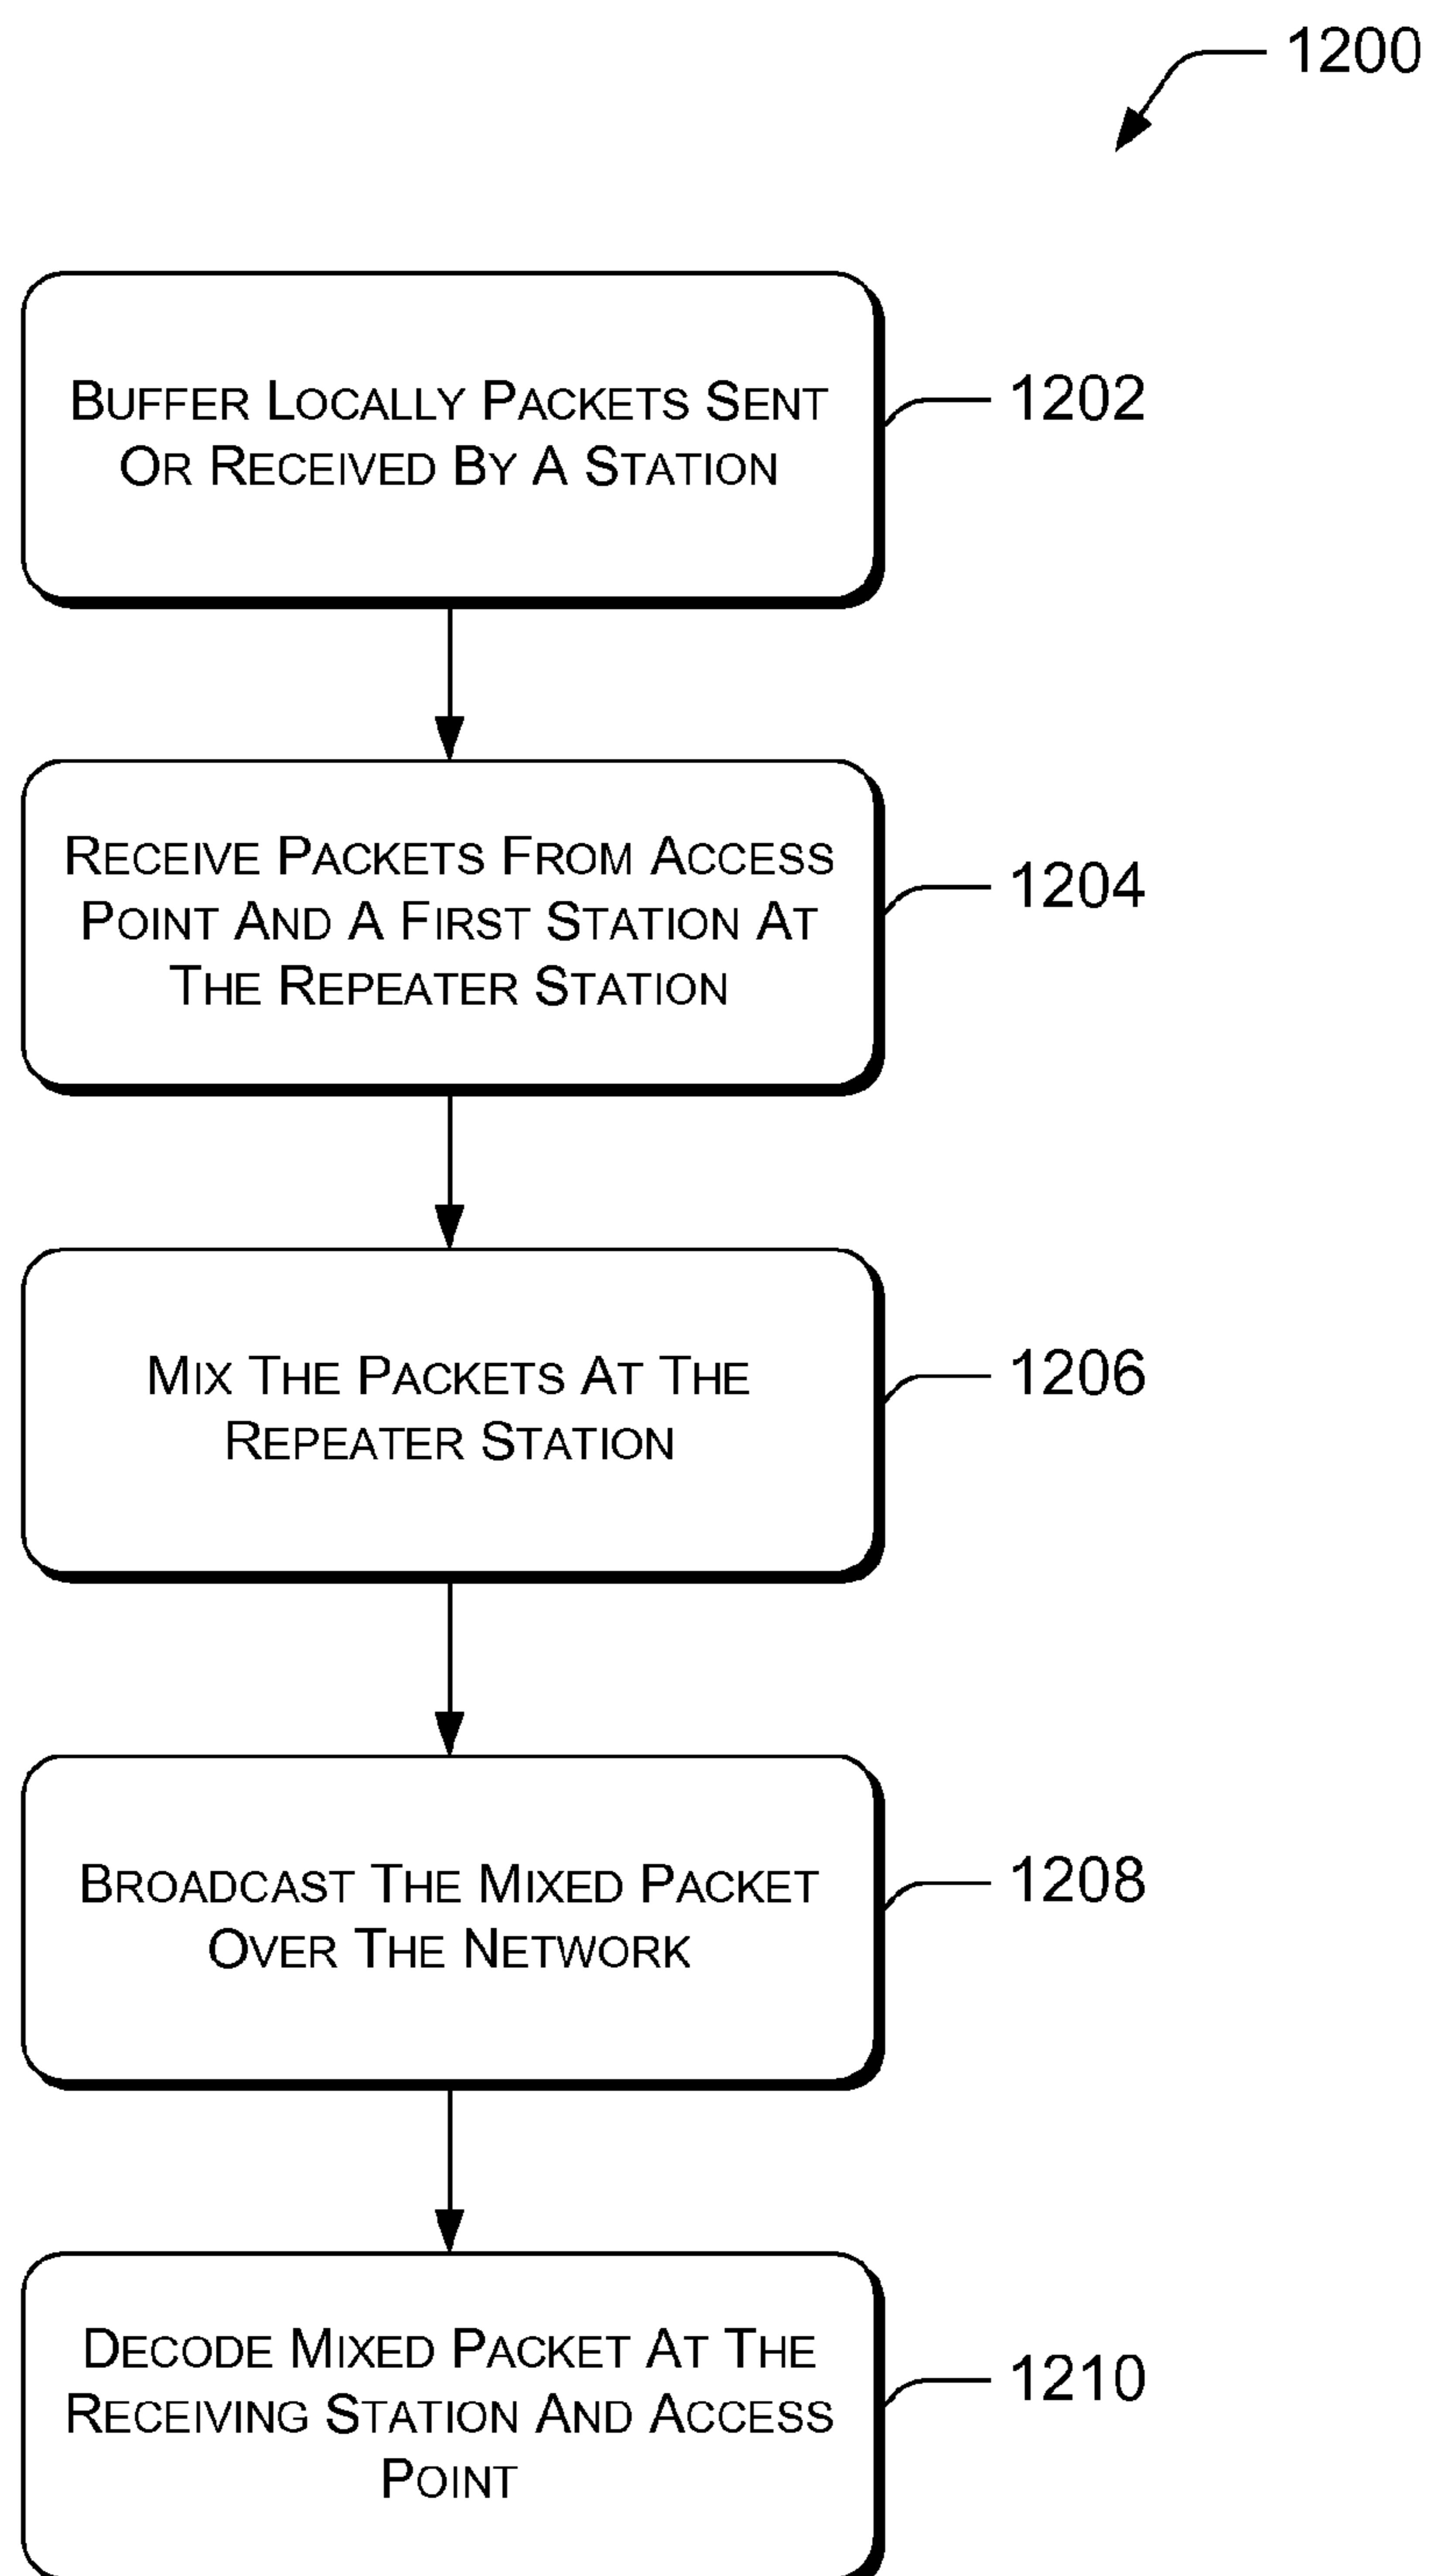 1200
BUFFER LOCALLY PACKETS SENT
OR RECEIVED BY A STATION
1202
RECEIVE PACKETS FROM ACCESS
POINT AND A FIRST STATION AT
THE REPEATER STATION
1204
MIX THE PACKETS AT THE
REPEATER STATION
1206
BROADCAST THE MIXED PACKET
OVER THE NETWORK
1208
DECODE MIXED PACKET AT THE
RECEIVING STATION AND ACCESS
POINT
1210